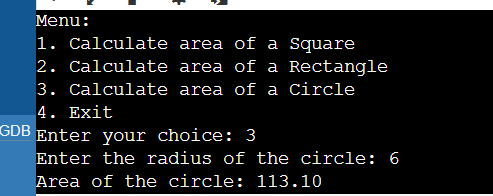 Menu:
1. Calculate area of a Square
2. Calculate area of a Rectangle
3. Calculate area of a Circle
4. Exit
GDB
Enter your choice: 3
Enter the radius of the circle: 6
Area of the circle: 113.10